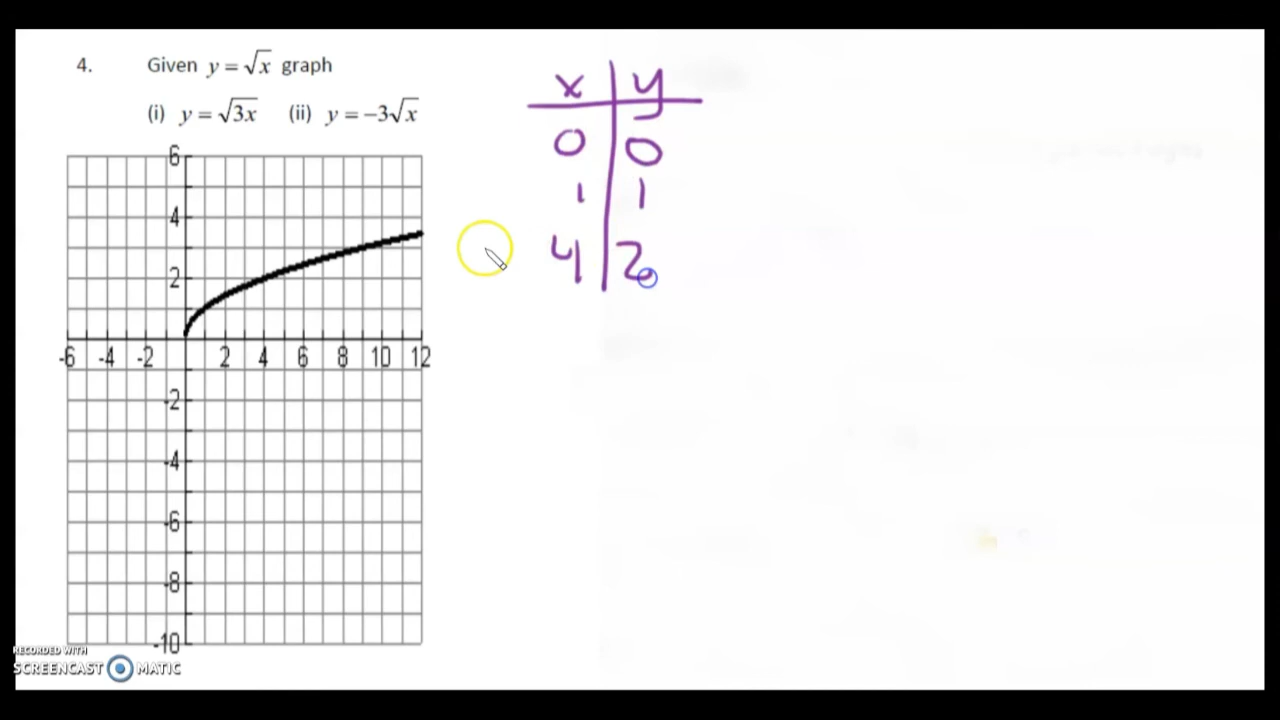 4. Given y = √x graph
(i) y = √3x (ii) y = −3√x
x y
0 0
1 1
4 2
6
4
2
-6 -4 -2 2 4 6 8 10 12
-2
-4
-6
-8
-10
RECORDED WITH
SCREENCAST MATIC